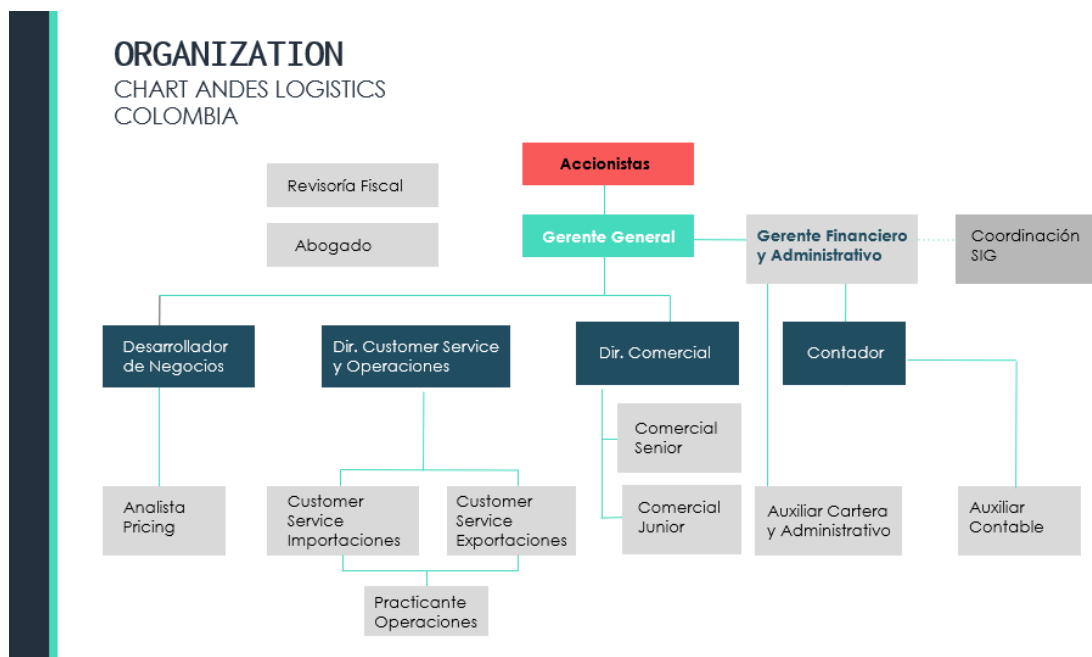 ORGANIZATION
CHART ANDES LOGISTICS
COLOMBIA
Accionistas
Revisoría Fiscal
Gerente General
Abogado
Gerente Financiero
y Administrativo
Coordinación
SIG
Desarrollador
de Negocios
Dir. Customer Service
y Operaciones
Dir. Comercial
Contador
Comercial
Senior
Analista
Pricing
Customer
Service
Importaciones
Customer
Service
Exportaciones
Comercial
Junior
Auxiliar Cartera
y Administrativo
Auxiliar
Contable
Practicante
Operaciones